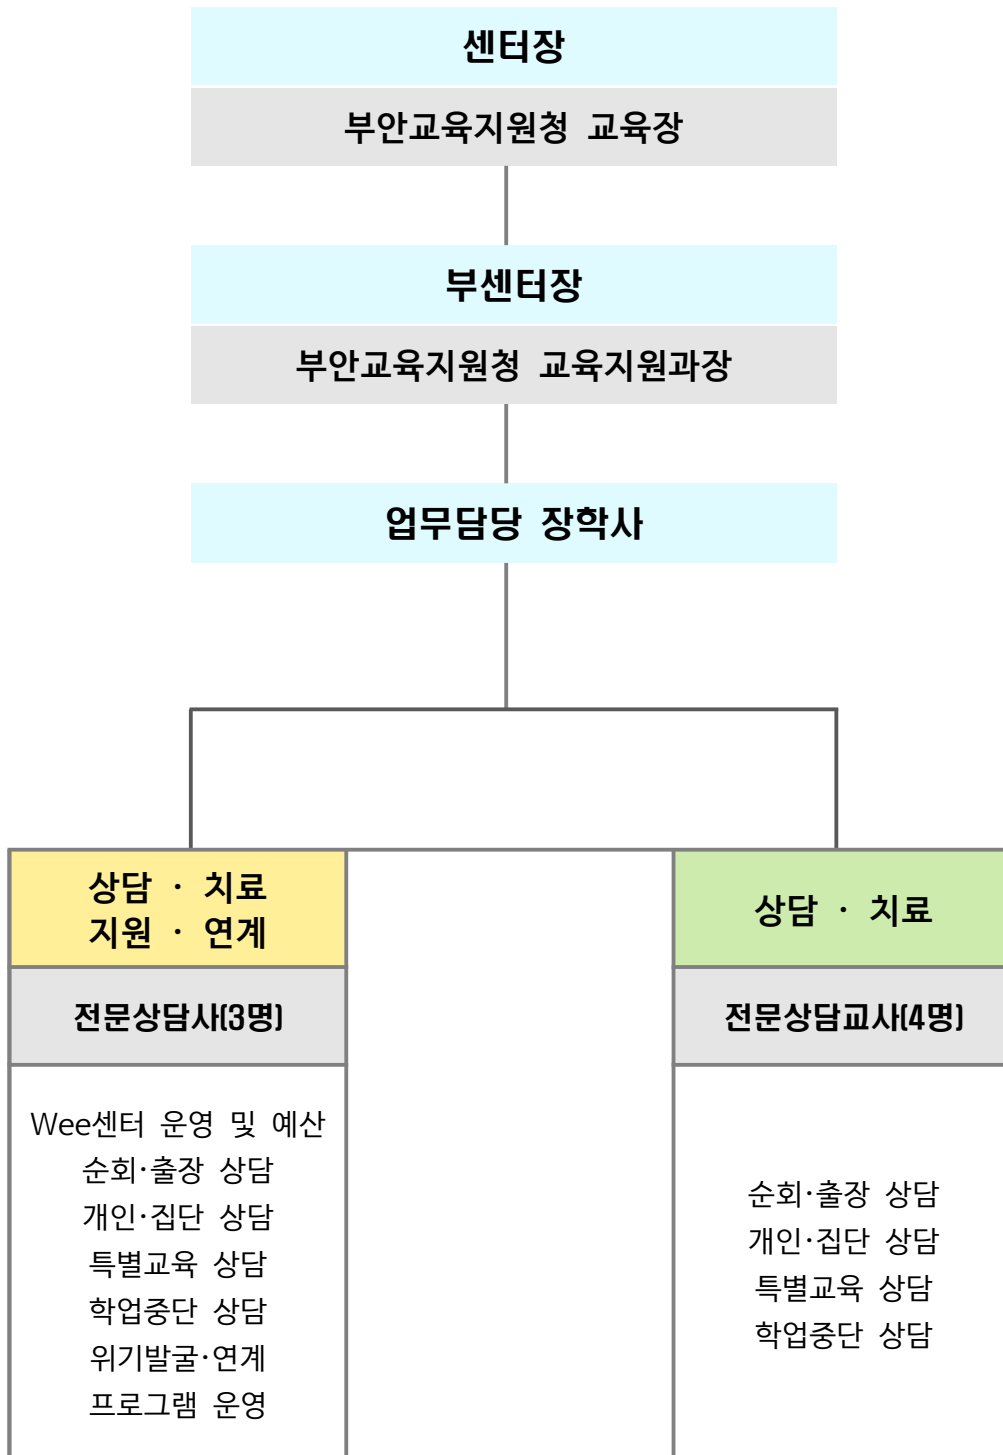 센터장
부안교육지원청 교육장
부센터장
부안교육지원청 교육지원과장
업무담당 장학사
상담 · 치료
지원 · 연계
전문상담사(3명)
Wee센터 운영 및 예산
순회·출장 상담
개인·집단 상담
특별교육 상담
학업중단 상담
위기발굴·연계
프로그램 운영
상담 · 치료
전문상담교사(4명)
순회·출장 상담
개인·집단 상담
특별교육 상담
학업중단 상담